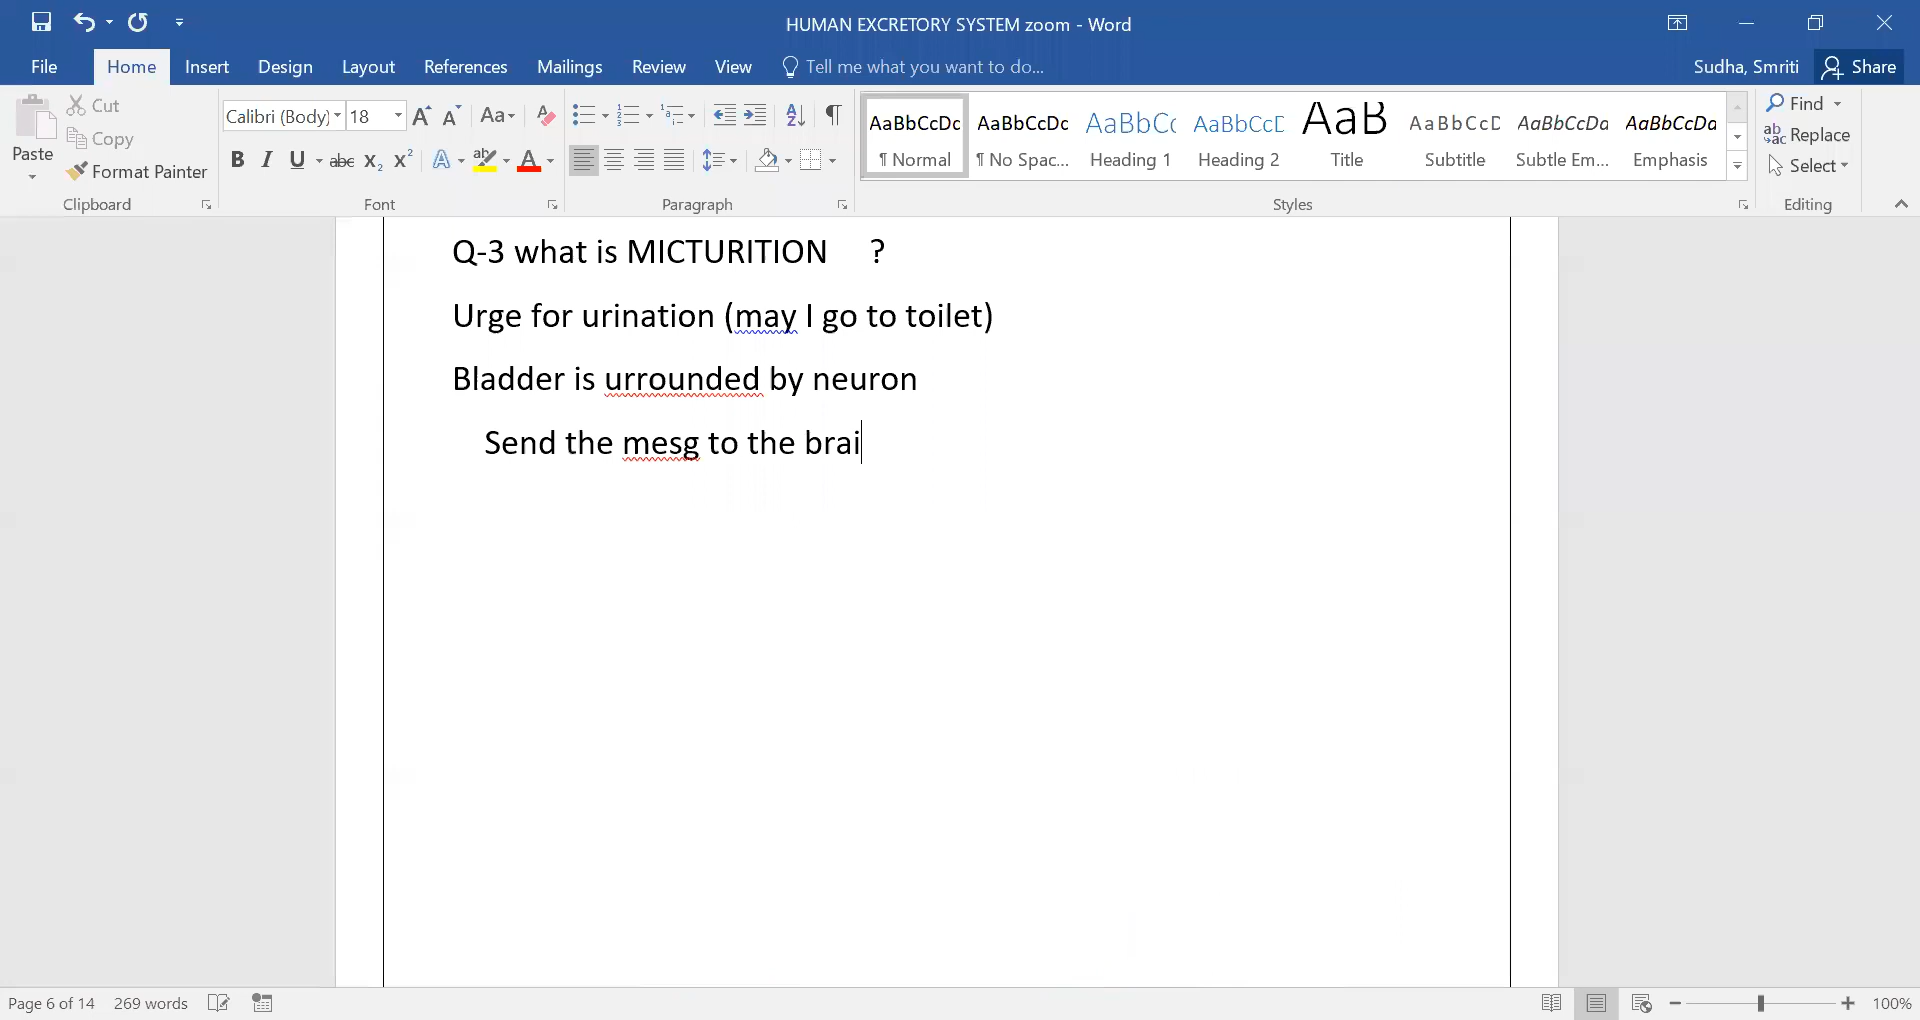 HUMAN EXCRETORY SYSTEM zoom - Word
File Home Insert Design Layout References Mailings Review View Tell me what you want to do... Sudha, Smriti Share
Paste
Cut
Copy
Format Painter
Clipboard
Calibri (Body) 18
Font
Paragraph
AaBbCcDc AaBbCcDc AaBbCc AaBbCcD AaB AaBbCcD AaBbCcDa AaBbCcDa
¶ Normal ¶ No Spac... Heading 1 Heading 2 Title Subtitle Subtle Em... Emphasis
Styles
Find
Replace
Select
Editing
Q-3 what is MICTURITION ?
Urge for urination (may I go to toilet)
Bladder is urrounded by neuron
Send the mesg to the brai
Page 6 of 14 269 words 100%